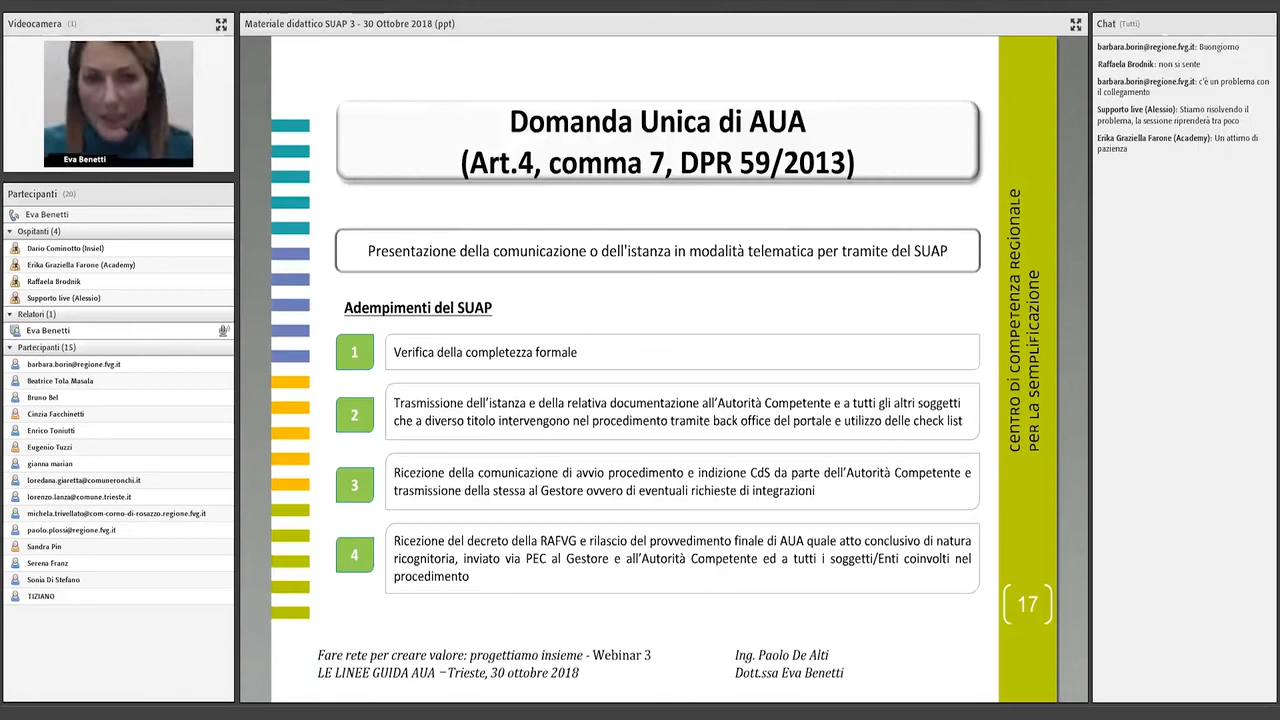 Videocamera (1)
Eva Benetti
Partecipanti (20)
Eva Benetti
Ospitanti (4)
Dario Cominotto (Insiel)
Erika Graziella Farone (Academy)
Raffaela Brodnik
Supporto live (Alessio)
Relatori (1)
Eva Benetti
Partecipanti (15)
barbara.borin@regione.fvg.it
Beatrice Tola Masala
Bruno Bel
Cinzia Facchinetti
Enrico Toniutti
Eugenio Tuzzi
gianna marian
loredana.giaretta@comuneronchi.it
lorenzo.lanza@comune.trieste.it
michela.trivellato@com-corno-di-rosazzo.regione.fvg.it
paolo.plossi@regione.fvg.it
Sandra Pin
Serena Franz
Sonia Di Stefano
TIZIANO
Materiale didattico SUAP 3 - 30 Ottobre 2018 (ppt)
Domanda Unica di AUA
(Art.4, comma 7, DPR 59/2013)
Presentazione della comunicazione o dell'istanza in modalità telematica per tramite del SUAP
Adempimenti del SUAP
1
Verifica della completezza formale
2
Trasmissione dell'istanza e della relativa documentazione all'Autorità Competente e a tutti gli altri soggetti
che a diverso titolo intervengono nel procedimento tramite back office del portale e utilizzo delle check list
3
Ricezione della comunicazione di avvio procedimento e indizione CdS da parte dell'Autorità Competente e
trasmissione della stessa al Gestore ovvero di eventuali richieste di integrazioni
4
Ricezione del decreto della RAFVG e rilascio del provvedimento finale di AUA quale atto conclusivo di natura
ricognitoria, inviato via PEC al Gestore e all'Autorità Competente ed a tutti i soggetti/Enti coinvolti nel
procedimento
Fare rete per creare valore: progettiamo insieme - Webinar 3
LE LINEE GUIDA AUA –Trieste, 30 ottobre 2018
Ing. Paolo De Alti
Dott.ssa Eva Benetti
CENTRO DI COMPETENZA REGIONALE
PER LA SEMPLIFICAZIONE
17
Chat (Tutti)
barbara.borin@regione.fvg.it: Buongiorno
Raffaela Brodnik: non si sente
barbara.borin@regione.fvg.it: c'è un problema con
il collegamento
Supporto live (Alessio): Stiamo risolvendo il
problema, la sessione riprenderà tra poco
Erika Graziella Farone (Academy): Un attimo di
pazienza